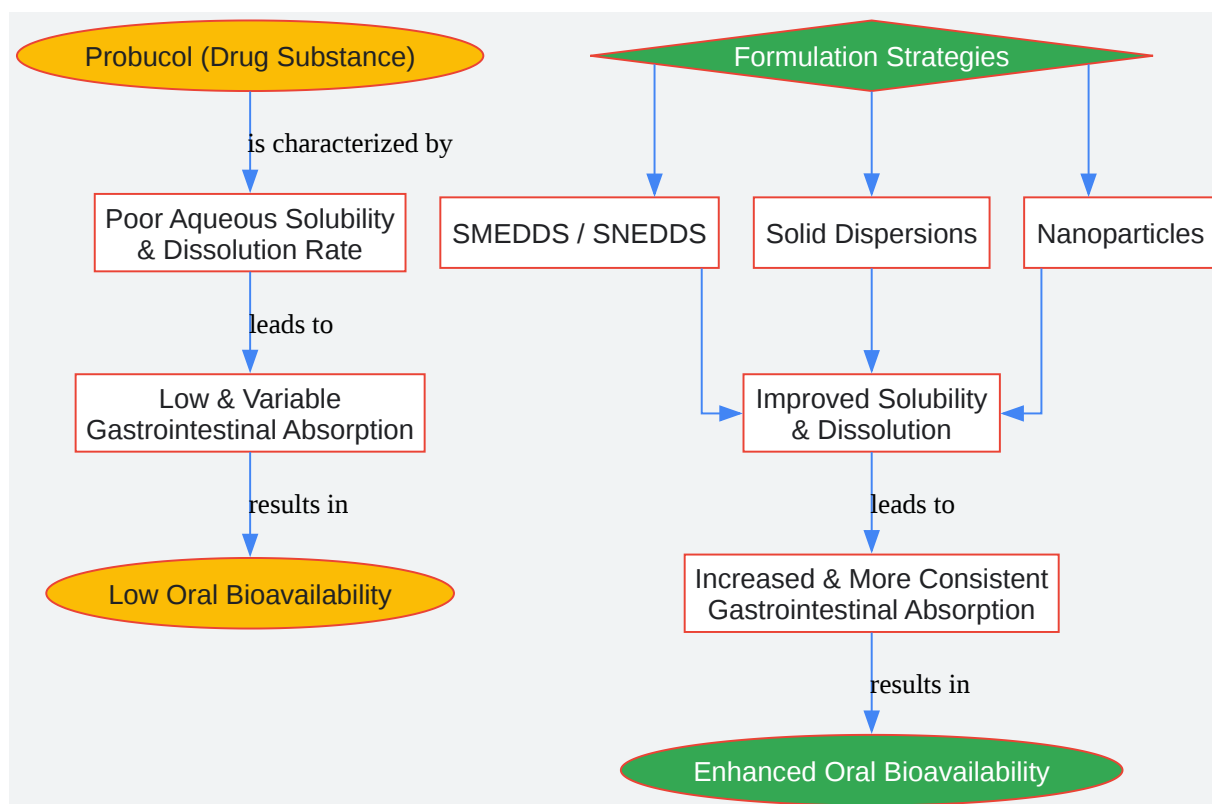 Probucol (Drug Substance)
is characterized by
Poor Aqueous Solubility
& Dissolution Rate
leads to
Low & Variable
Gastrointestinal Absorption
results in
Low Oral Bioavailability
Formulation Strategies
SMEDDS / SNEDDS
Solid Dispersions
Nanoparticles
Improved Solubility
& Dissolution
leads to
Increased & More Consistent
Gastrointestinal Absorption
results in
Enhanced Oral Bioavailability